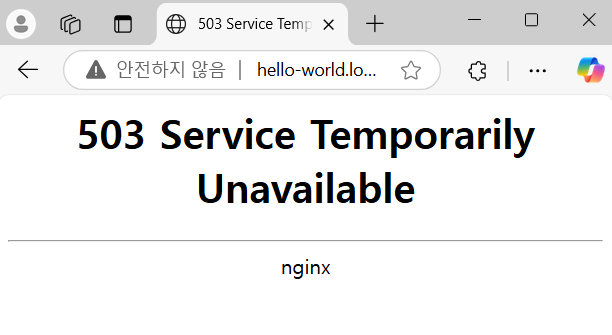 503 Service Temp
안전하지 않음 | hello-world.lo...
503 Service Temporarily
Unavailable
nginx